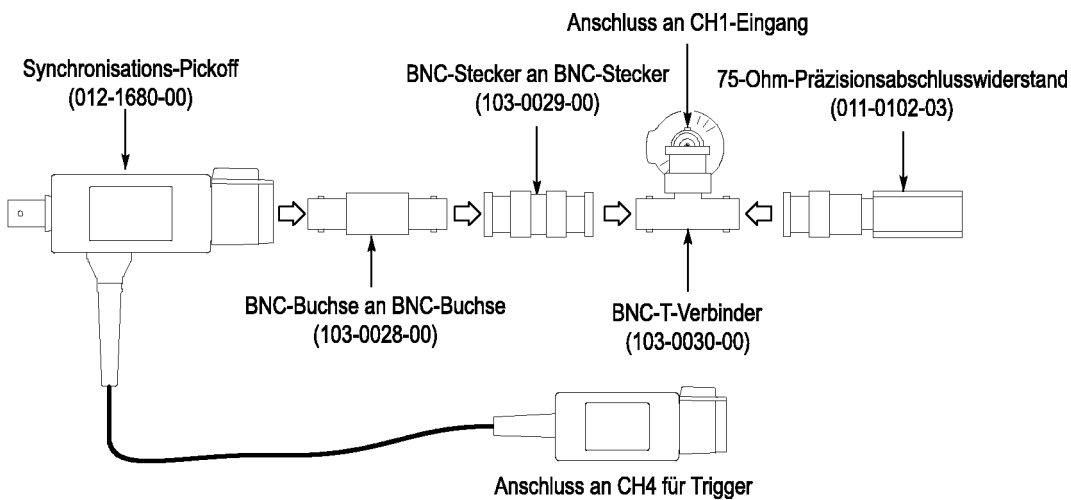 Anschluss an CH1-Eingang
Synchronisations-Pickoff
(012-1680-00)
BNC-Stecker an BNC-Stecker
(103-0029-00)
75-Ohm-Präzisionsabschlusswiderstand
(011-0102-03)
BNC-Buchse an BNC-Buchse
(103-0028-00)
BNC-T-Verbinder
(103-0030-00)
Anschluss an CH4 für Trigger